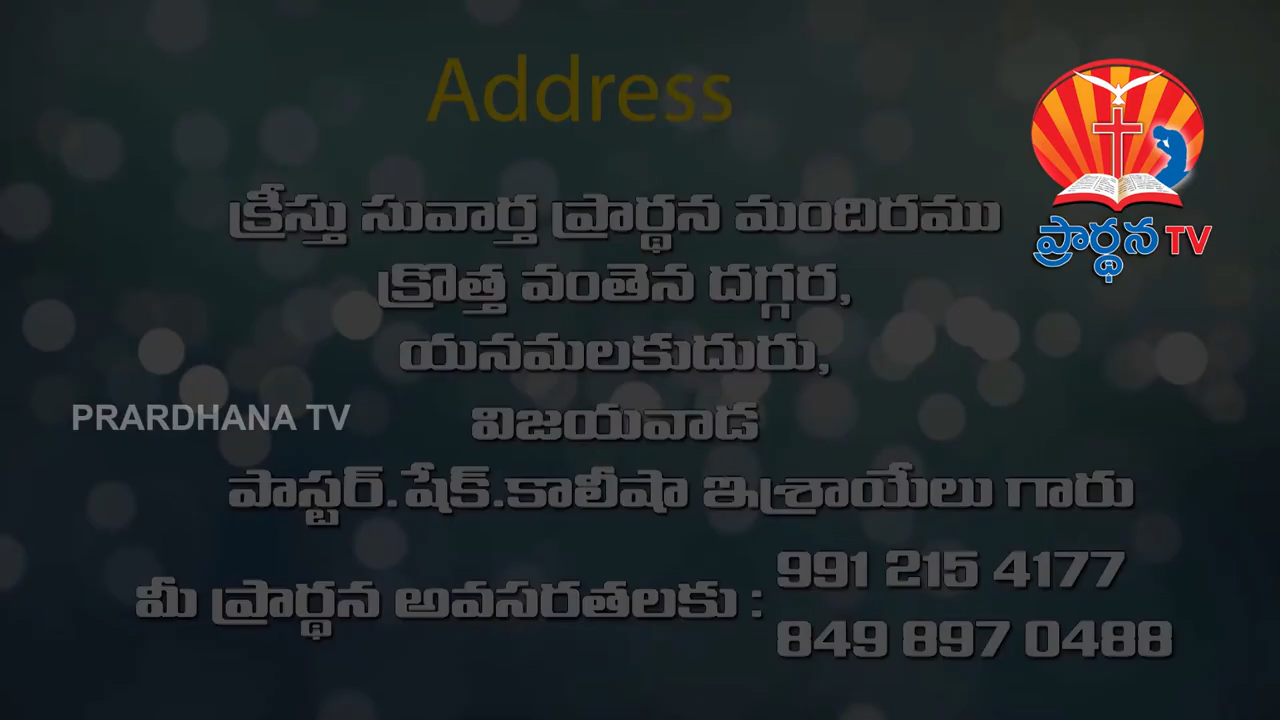 Address
క్రీస్తు సువార్త ప్రార్థన మందిరము
క్రొత్త వంతెన దగ్గర,
యనమలకుదురు,
విజయవాడ
పాస్టర్.షేక్.కాలీషా ఇశ్రాయేలు గారు
మీ ప్రార్థన అవసరతలకు :
991 215 4177
849 897 0488
PRARDHANA TV
ప్రార్థన TV